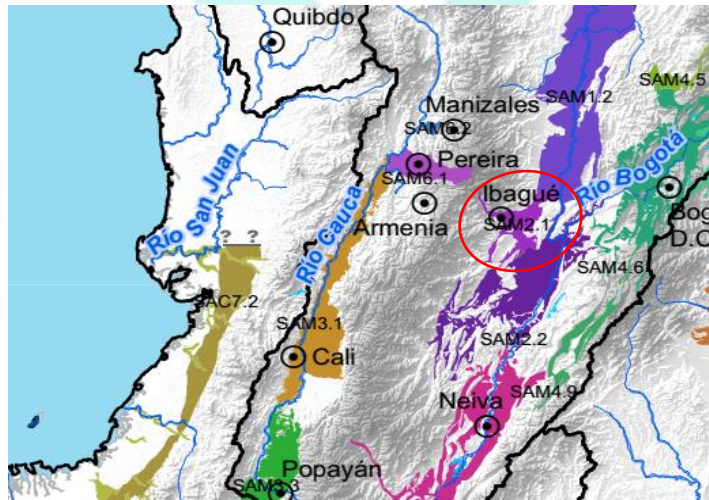 Quibdo
SAM4.5
SAM1.2
Manizales
SAM6.2
Pereira
SAM6.1
Ibagué
Río Bogotá
SAM2.1
Armenia
Río San Juan
Río Cauca
? ?
D.C
SAM4.6
SAC7.2
SAM3.1
Cali
SAM2.2
SAM4.9
Neiva
Popayán